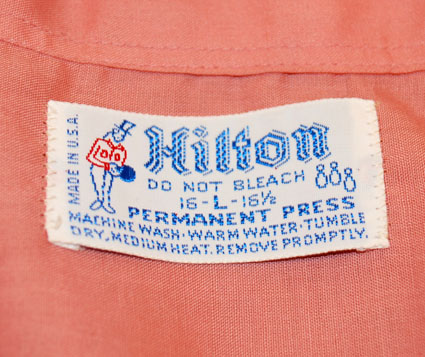 MADE IN U.S.A.
Hilton
DO NOT BLEACH
16-L-16½
PERMANENT PRESS
MACHINE WASH·WARM WATER·TUMBLE
DRY, MEDIUM HEAT. REMOVE PROMPTLY.